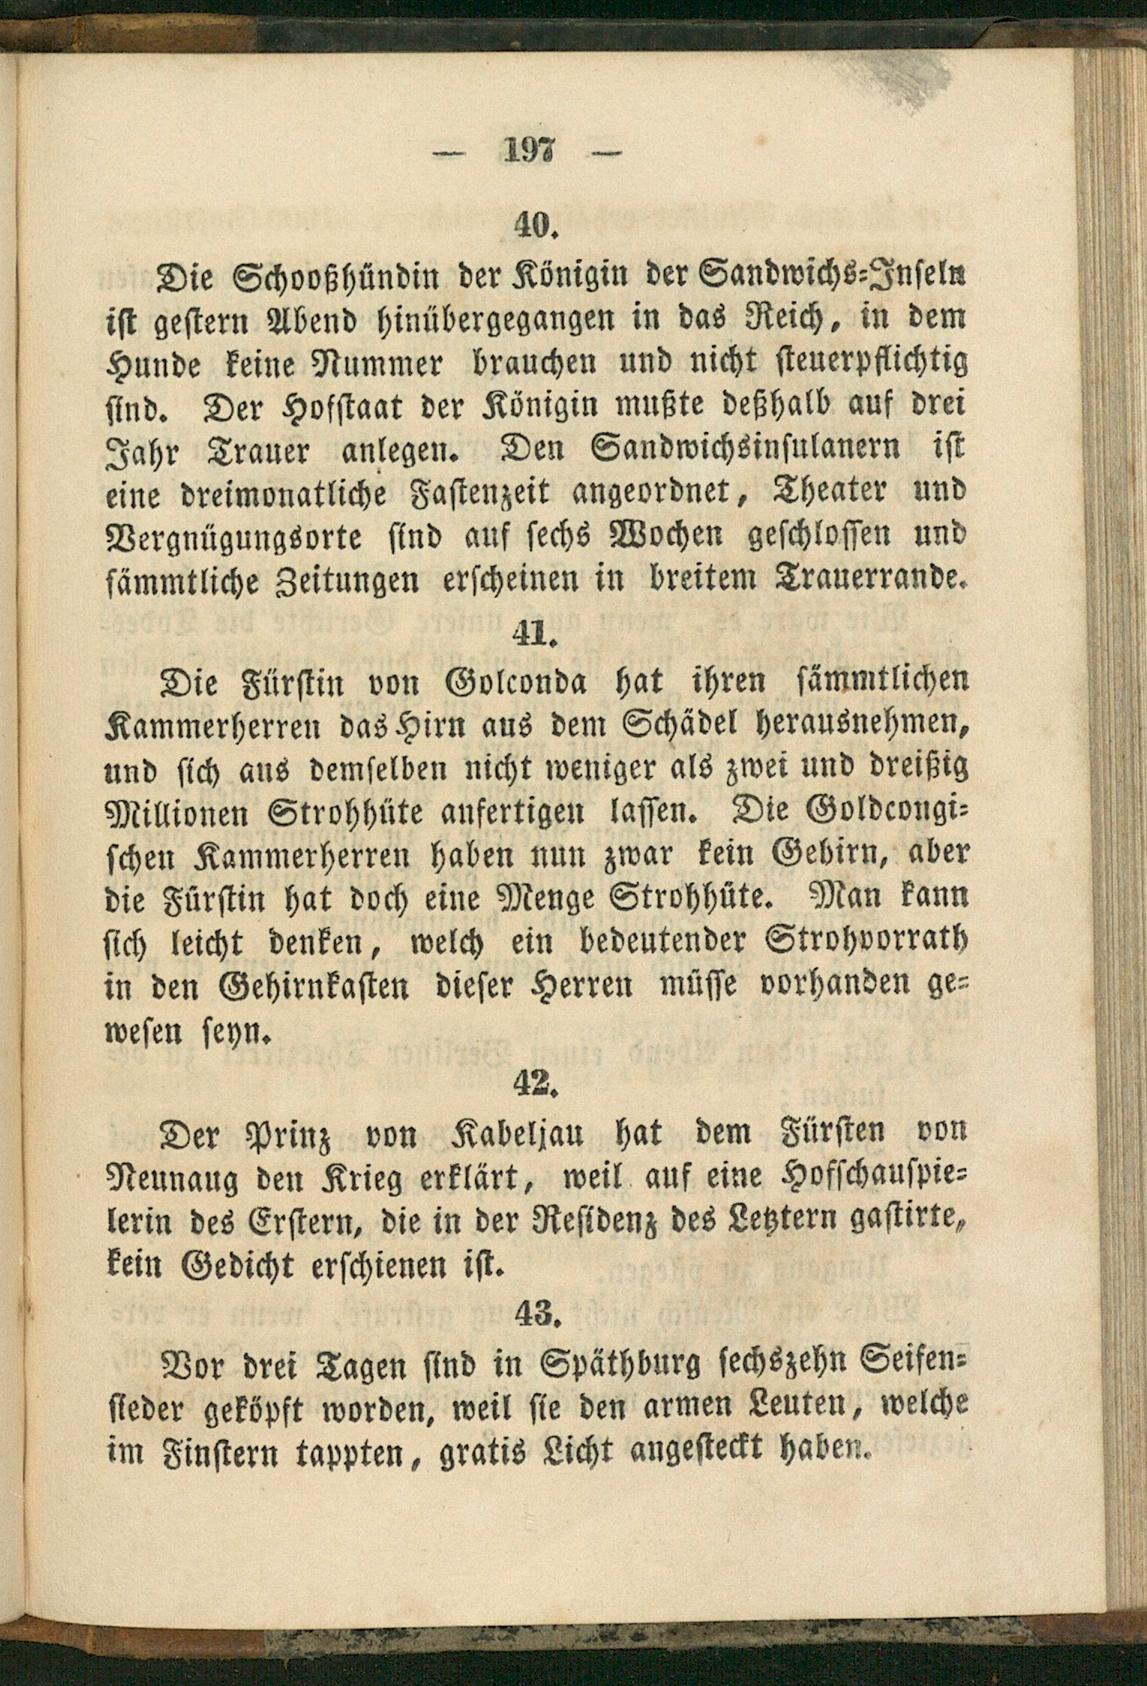 — 197 —
40.
Die Schooßhündin der Königin der Sandwichs-Inseln
ist gestern Abend hinübergegangen in das Reich, in dem
Hunde keine Nummer brauchen und nicht steuerpflichtig
sind. Der Hofstaat der Königin mußte deßhalb auf drei
Jahr Trauer anlegen. Den Sandwichsinsulanern ist
eine dreimonatliche Fastenzeit angeordnet, Theater und
Vergnügungsorte sind auf sechs Wochen geschlossen und
sämmtliche Zeitungen erscheinen in breitem Trauerrande.
41.
Die Fürstin von Golconda hat ihren sämmtlichen
Kammerherren das Hirn aus dem Schädel herausnehmen,
und sich aus demselben nicht weniger als zwei und dreißig
Millionen Strohhüte anfertigen lassen. Die Goldcongi-
schen Kammerherren haben nun zwar kein Gehirn, aber
die Fürstin hat doch eine Menge Strohhüte. Man kann
sich leicht denken, welch ein bedeutender Strohvorrath
in den Gehirnkasten dieser Herren müsse vorhanden ge-
wesen seyn.
42.
Der Prinz von Kabeljau hat dem Fürsten von
Neunaug den Krieg erklärt, weil auf eine Hofschauspie-
lerin des Erstern, die in der Residenz des Letztern gastirte,
kein Gedicht erschienen ist.
43.
Vor drei Tagen sind in Späthburg sechszehn Seifen-
sieder geköpft worden, weil sie den armen Leuten, welche
im Finstern tappten, gratis Licht angesteckt haben.